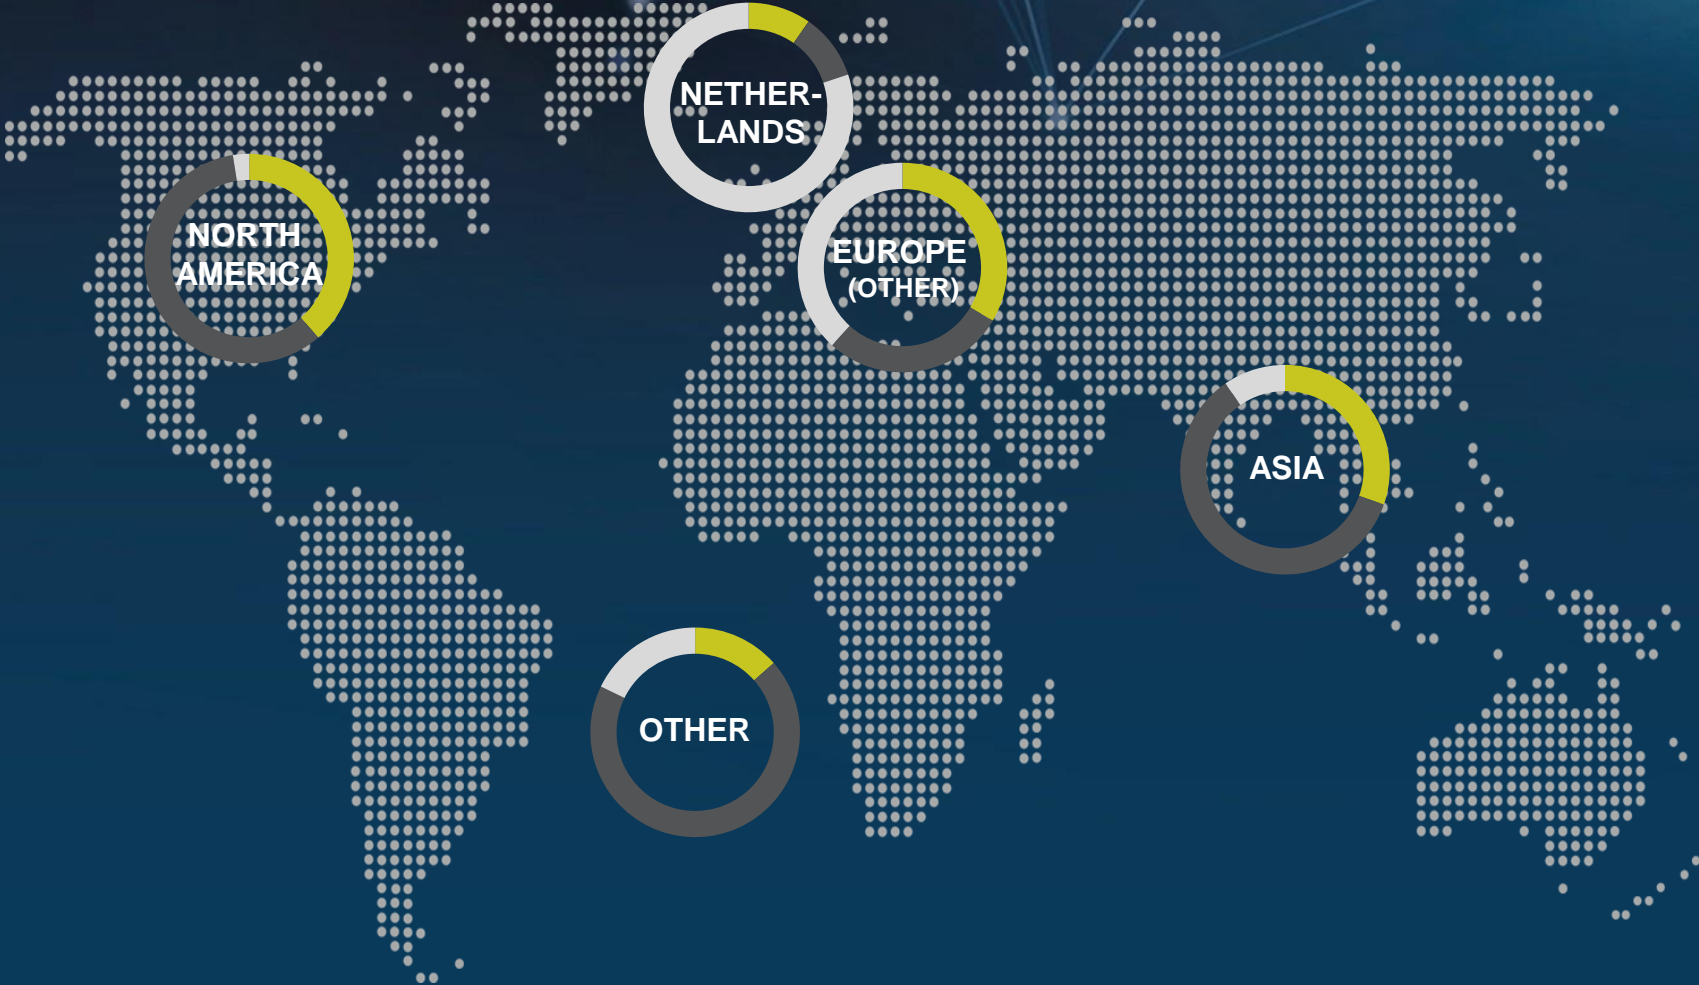 NETHER-
LANDS
NORTH
AMERICA
EUROPE
(OTHER)
ASIA
OTHER